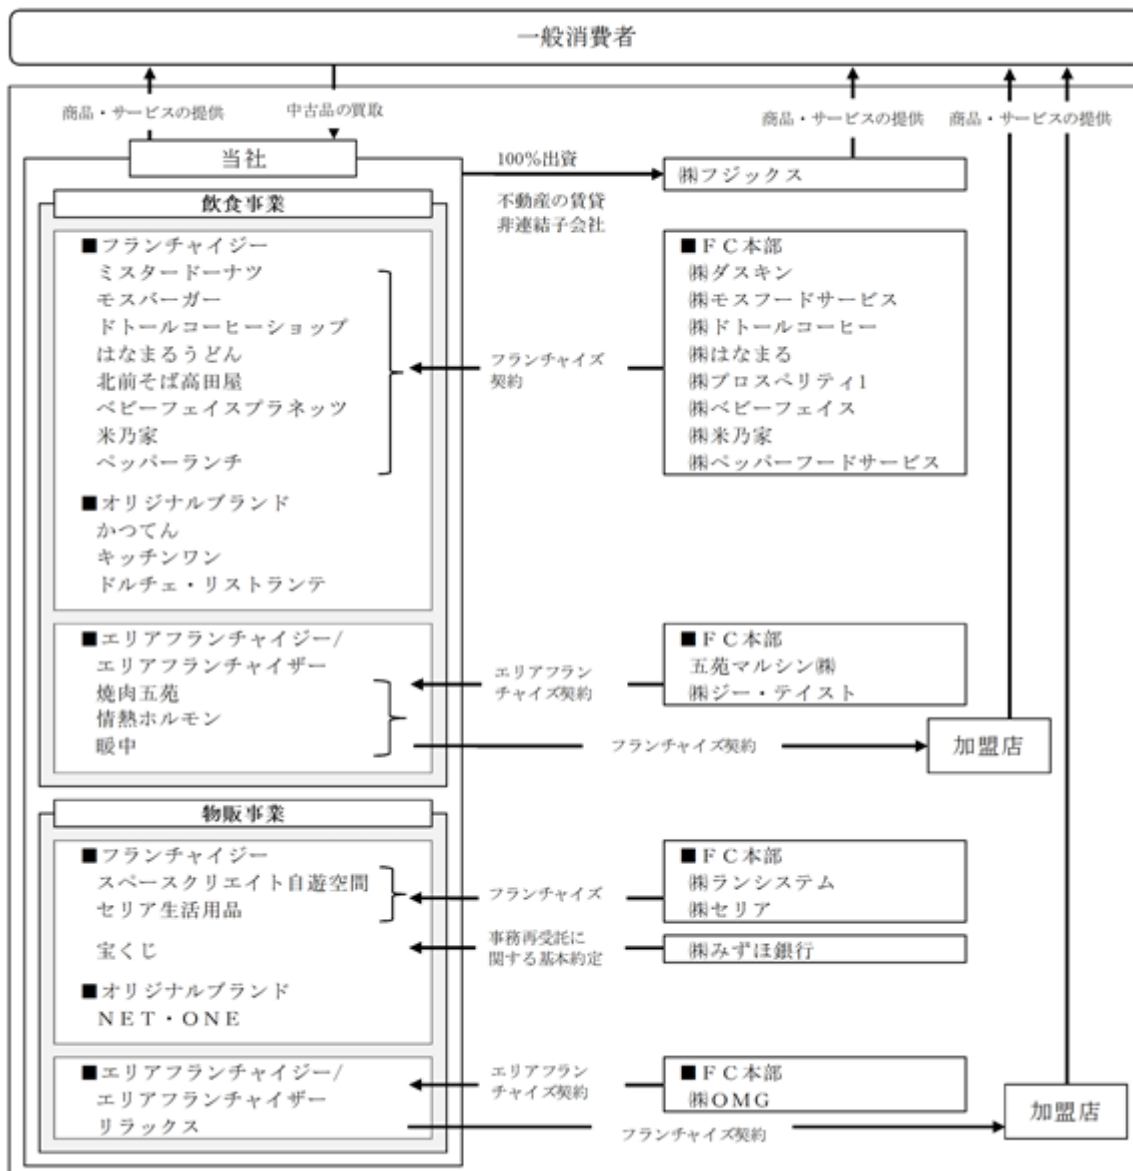 一般消費者
商品・サービスの提供
中古品の買取
商品・サービスの提供
商品・サービスの提供
当社
100%出資
㈱フジックス
不動産の賃貸
非連結子会社
飲食事業
■フランチャイジー
ミスタードーナツ
モスバーガー
ドトールコーヒーショップ
はなまるうどん
北前そば高田屋
ベビーフェイスプラネッツ
米乃家
ペッパーランチ
フランチャイズ
契約
■ＦＣ本部
㈱ダスキン
㈱モスフードサービス
㈱ドトールコーヒー
㈱はなまる
㈱プロスペリティ1
㈱ベビーフェイス
㈱米乃家
㈱ペッパーフードサービス
■オリジナルブランド
かつてん
キッチンワン
ドルチェ・リストランテ
■エリアフランチャイジー/
エリアフランチャイザー
焼肉五苑
情熱ホルモン
暖中
エリアフラン
チャイズ契約
■ＦＣ本部
五苑マルシン㈱
㈱ジー・テイスト
フランチャイズ契約
加盟店
物販事業
■フランチャイジー
スペースクリエイト自遊空間
セリア生活用品
フランチャイズ
■ＦＣ本部
㈱ランシステム
㈱セリア
宝くじ
事務再受託に
関する基本約定
㈱みずほ銀行
■オリジナルブランド
ＮＥＴ・ＯＮＥ
■エリアフランチャイジー/
エリアフランチャイザー
リラックス
エリアフラン
チャイズ契約
■ＦＣ本部
㈱OMG
フランチャイズ契約
加盟店